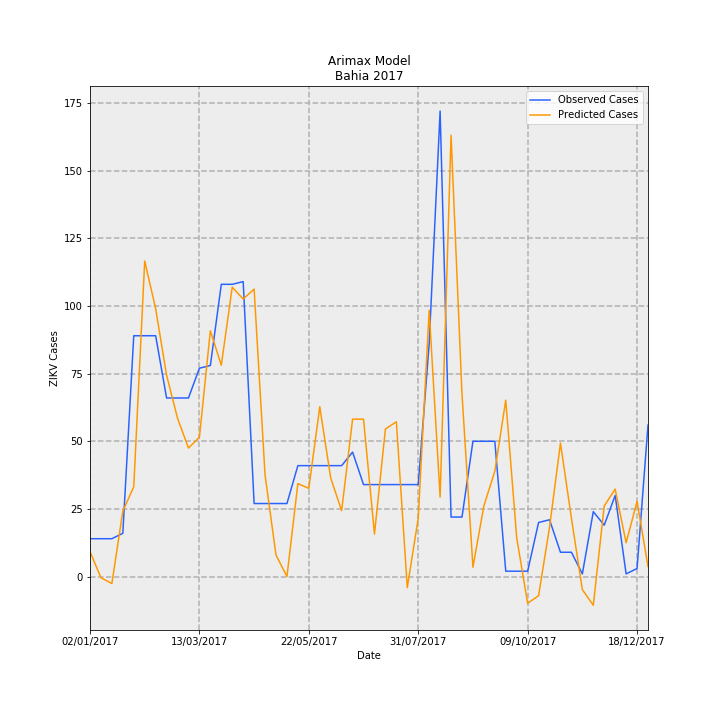 Arimax Model
Bahia 2017
Observed Cases
Predicted Cases
175
150
125
100
75
50
25
0
ZIKV Cases
02/01/2017
13/03/2017
22/05/2017
31/07/2017
09/10/2017
18/12/2017
Date